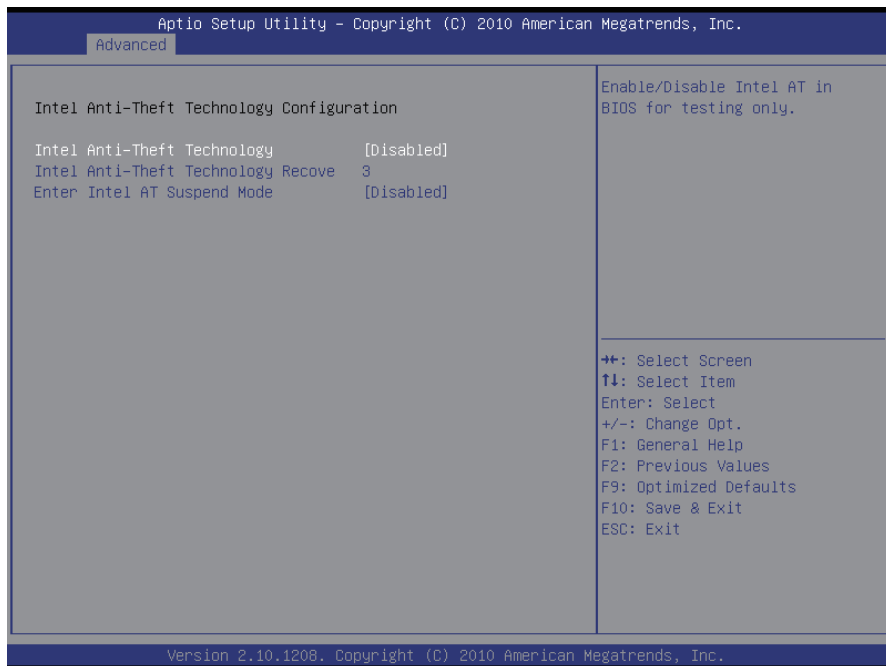 Aptio Setup Utility – Copyright (C) 2010 American Megatrends, Inc.
Advanced
Intel Anti-Theft Technology Configuration
Intel Anti-Theft Technology [Disabled]
Intel Anti-Theft Technology Recove 3
Enter Intel AT Suspend Mode [Disabled]
Enable/Disable Intel AT in
BIOS for testing only.
→←: Select Screen
↑↓: Select Item
Enter: Select
+/-: Change Opt.
F1: General Help
F2: Previous Values
F9: Optimized Defaults
F10: Save & Exit
ESC: Exit
Version 2.10.1208. Copyright (C) 2010 American Megatrends, Inc.